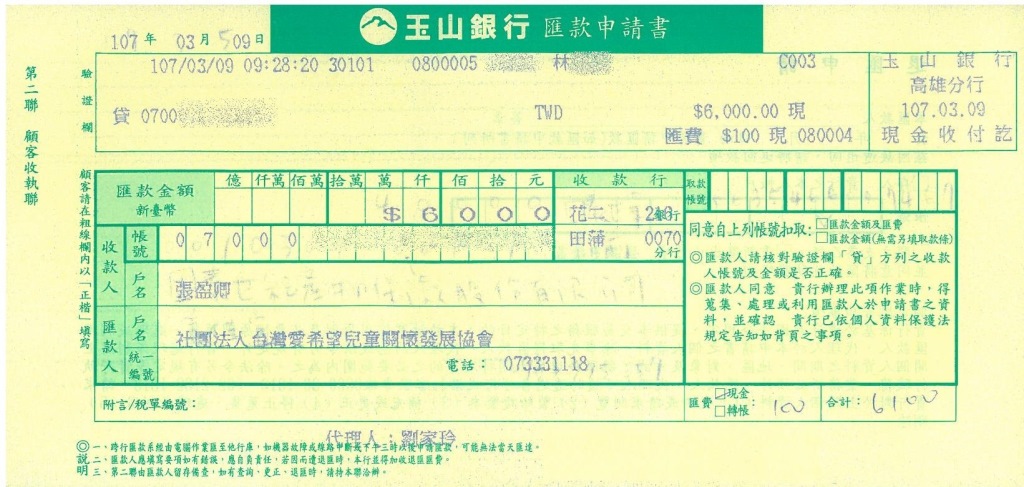 玉山銀行 匯款申請書
107 年 03 月 09 日
107/03/09 09:28:20 30101 0800005 林 C003 玉山銀行
高雄分行
貸 0700 TWD $6,000.00 現 107.03.09
匯費 $100 現 080004 現金收付訖
驗證欄
第二聯 顧客收執聯
顧客請在粗線欄內以「正楷」填寫
匯款金額 新臺幣
億 仟萬 佰萬 拾萬 萬 仟 佰 拾 元
$ 6 0 0 0
收款行
銀行
田蒲 0070 分行
取款帳號
收款人
帳號 0 7 0 0 0
戶名 張盈卿
匯款人
戶名 社團法人台灣愛希望兒童關懷發展協會
統一編號
電話: 073331118
同意自上列帳號扣取: 匯款金額及匯費
匯款金額(無需另填取款條)
◎匯款人請核對驗證欄「貸」方列之收款人帳號及金額是否正確。
◎匯款人同意 貴行辦理此項作業時,得蒐集、處理或利用匯款人於申請書之資料,並確認 貴行已依個人資料保護法規定告知如背頁之事項。
附言/稅單編號:
匯費: 現金 轉帳: 100
合計: 6100
代理人:劉家玲
◎說明
一、跨行匯款系經由電腦作業匯至他行庫,如機器故障或線路中斷或下午三時以後申請匯款,可能無法當天匯達。
二、匯款人應填寫要項如有錯誤,應自負責任,若因而遭退匯時,本行並得加收退匯匯費。
三、第二聯由匯款人留存備查,如有查詢、更正、退匯時,請持本聯洽辦。